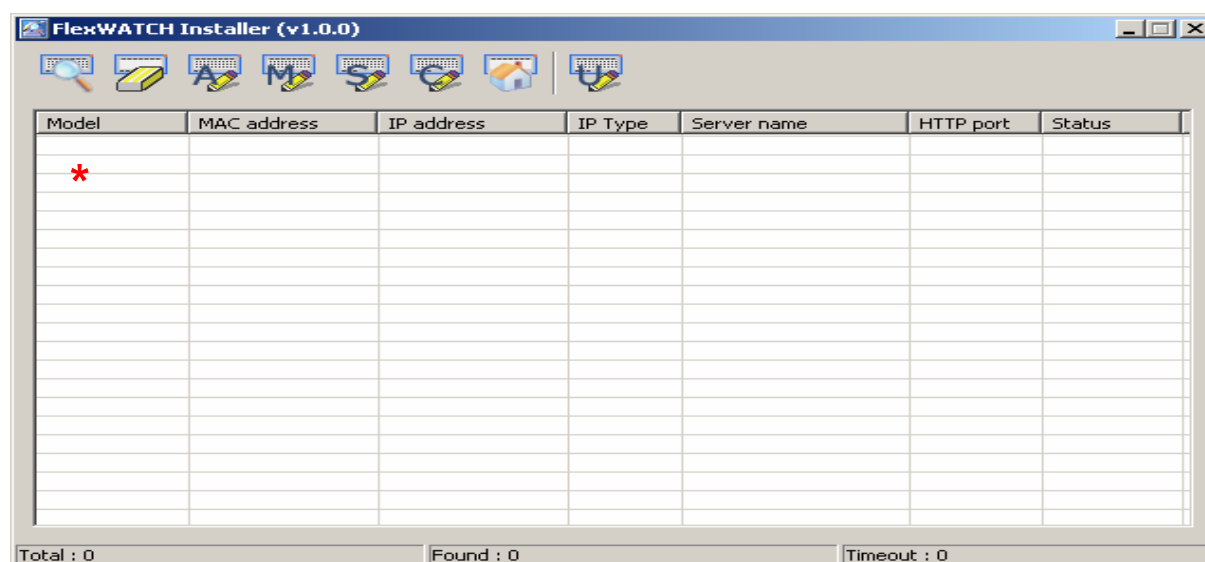 FlexWATCH Installer (v1.0.0)
A M S C U
Model MAC address IP address IP Type Server name HTTP port Status
*
Total : 0 Found : 0 Timeout : 0